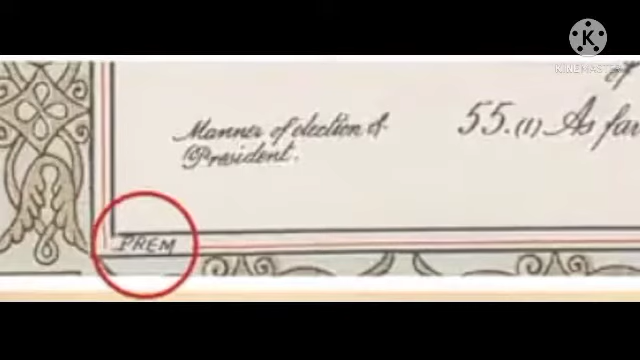 KINEMASTER
of
Manner of election of
President.
55.(1) As far
PREM